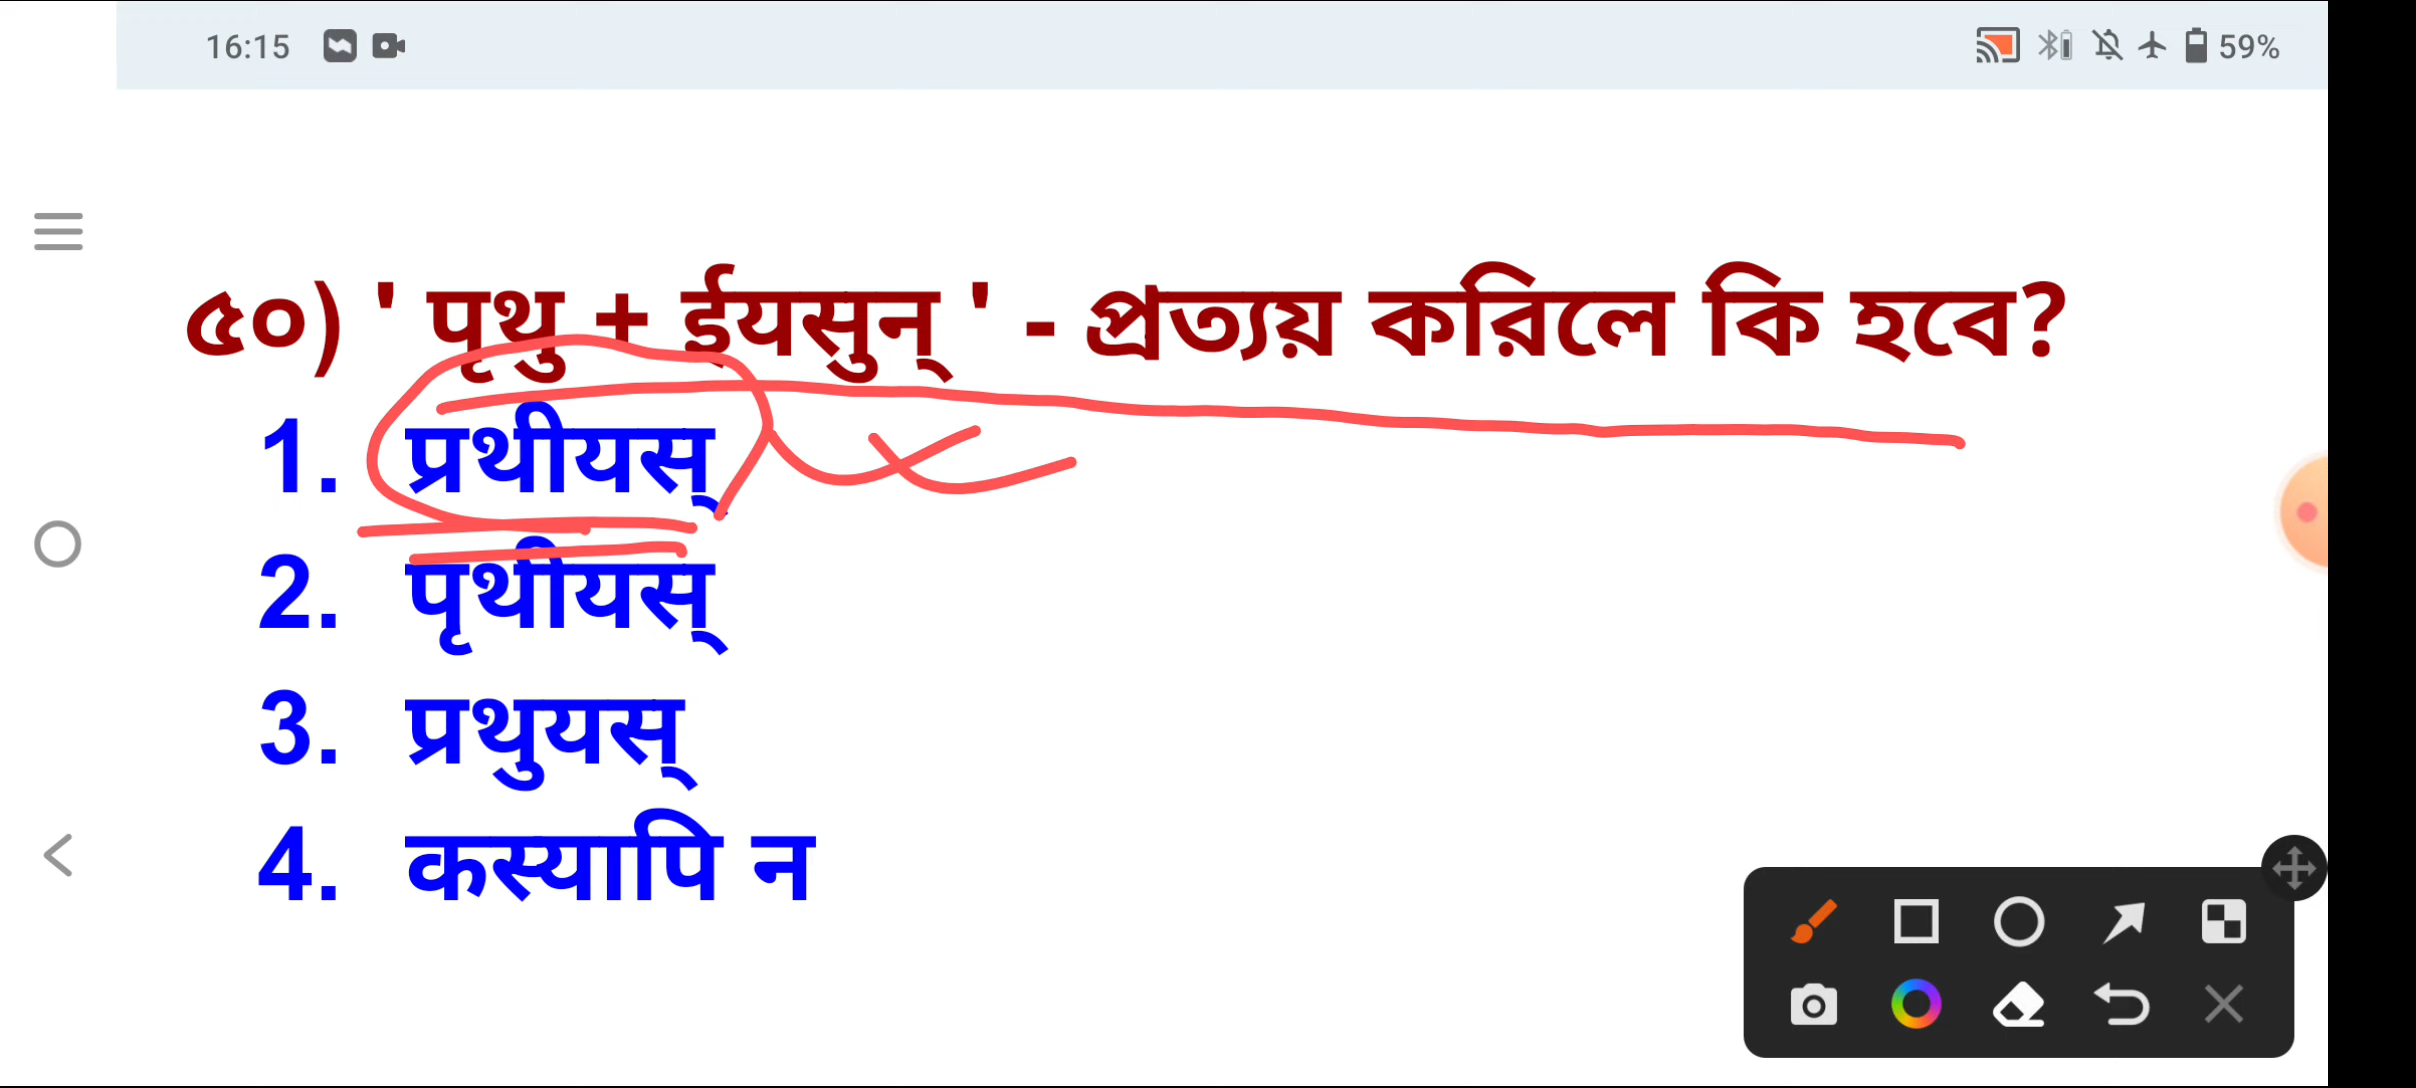 16:15 59%
৫০) ' पृथु + ईयसुन् ' - প্রত্যয় করিলে কি হবে?
1. प्रथीयस्
2. पृथीयस्
3. प्रथुयस्
4. कस्यापि न